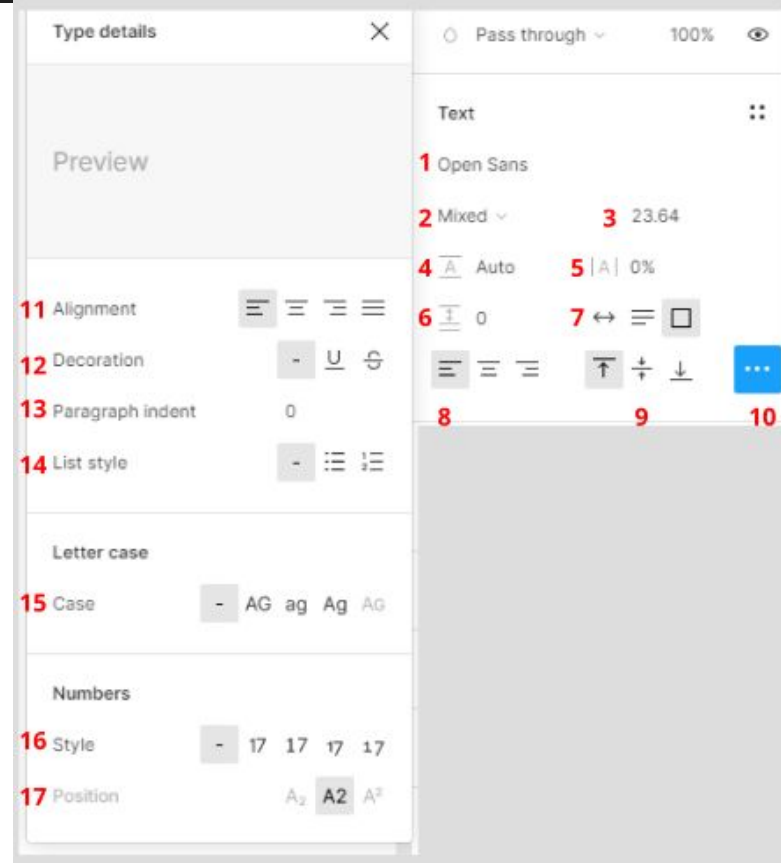 Type details
Preview
11 Alignment
12 Decoration - U S
13 Paragraph indent 0
14 List style -
Letter case
15 Case - AG ag Ag AG
Numbers
16 Style - 17 17 17 17
17 Position A₂ A2 A²
Pass through 100%
Text
1 Open Sans
2 Mixed 3 23.64
4 A Auto 5 |A| 0%
6 0 7
8 9 10